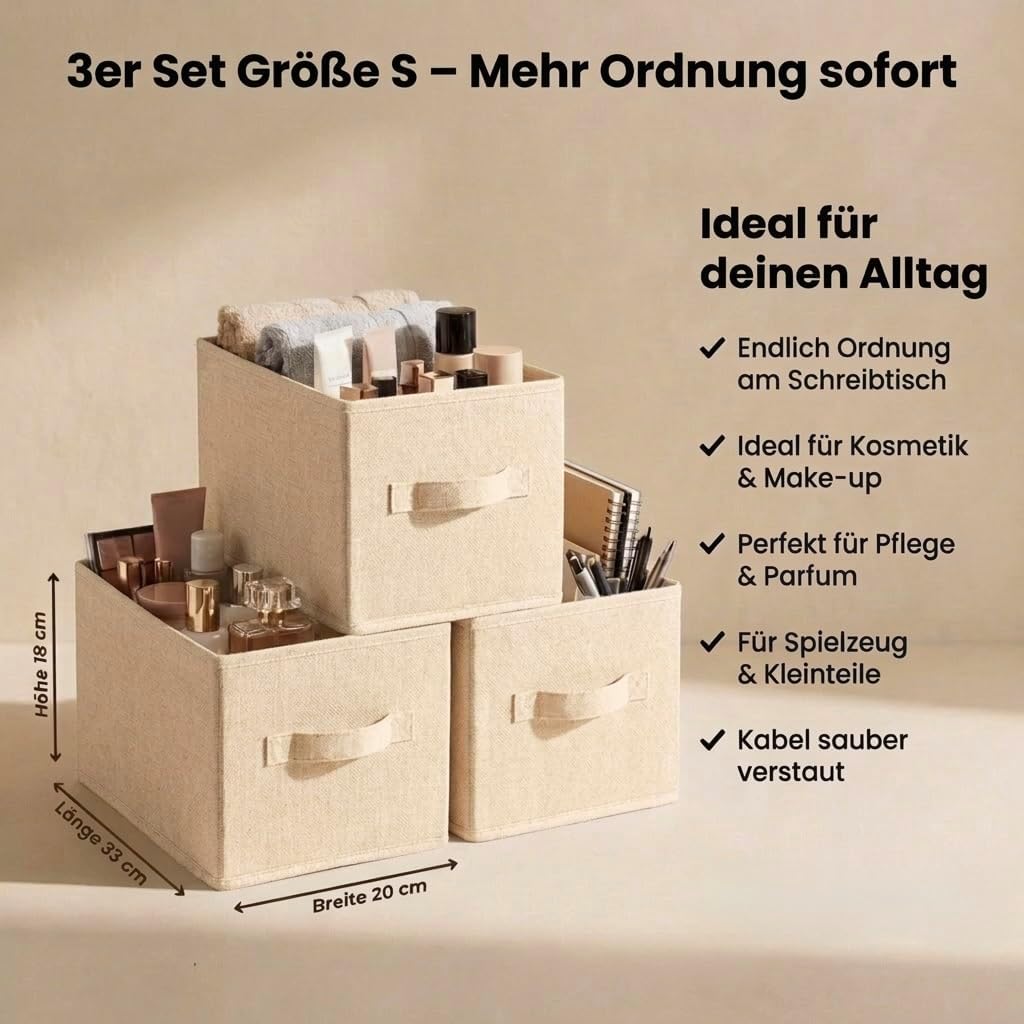 3er Set Größe S – Mehr Ordnung sofort
Ideal für
deinen Alltag
Endlich Ordnung
am Schreibtisch
Ideal für Kosmetik
& Make-up
Perfekt für Pflege
& Parfum
Für Spielzeug
& Kleinteile
Kabel sauber
verstaut
Höhe 18 cm
Länge 33 cm
Breite 20 cm